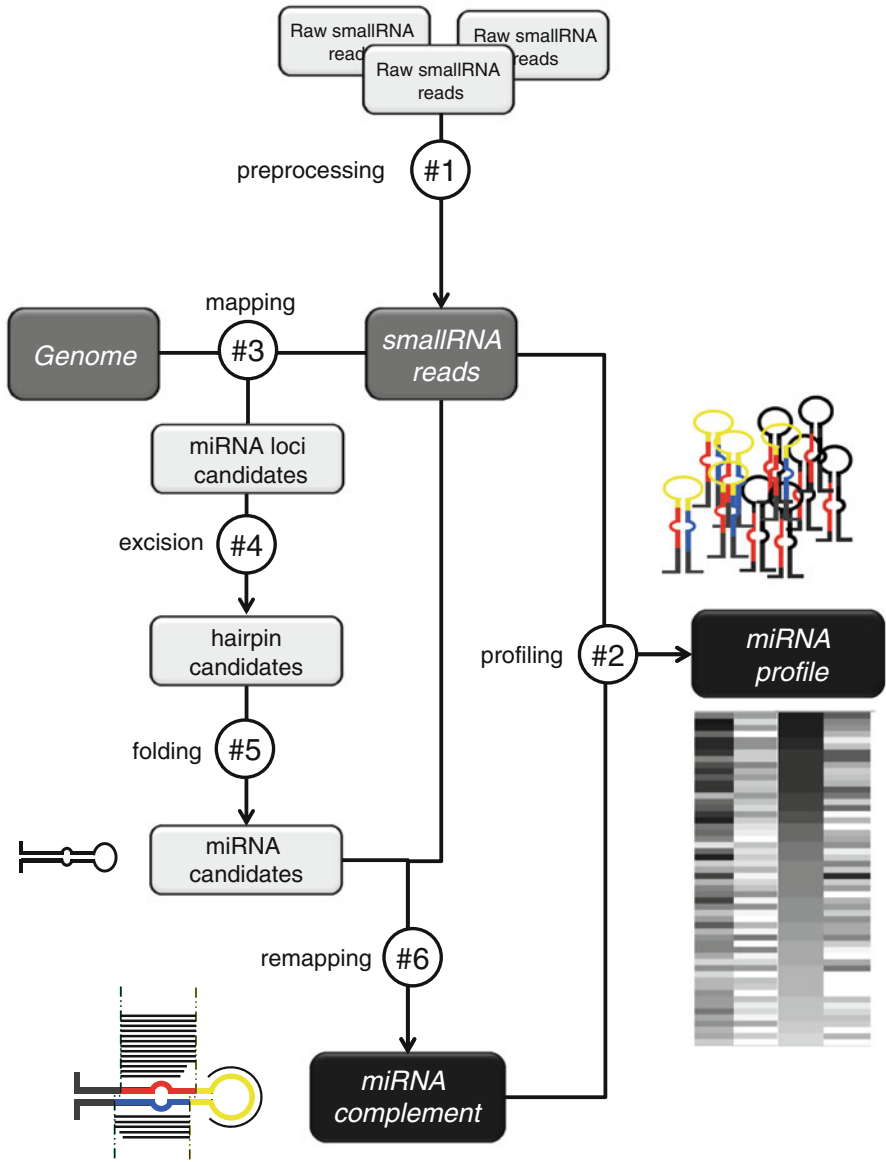 Raw smallRNA
reads
Raw smallRNA
reads
Raw smallRNA
reads
preprocessing
#1
mapping
Genome
#3
smallRNA
reads
miRNA loci
candidates
excision
#4
hairpin
candidates
profiling
#2
miRNA
profile
folding
#5
miRNA
candidates
remapping
#6
miRNA
complement